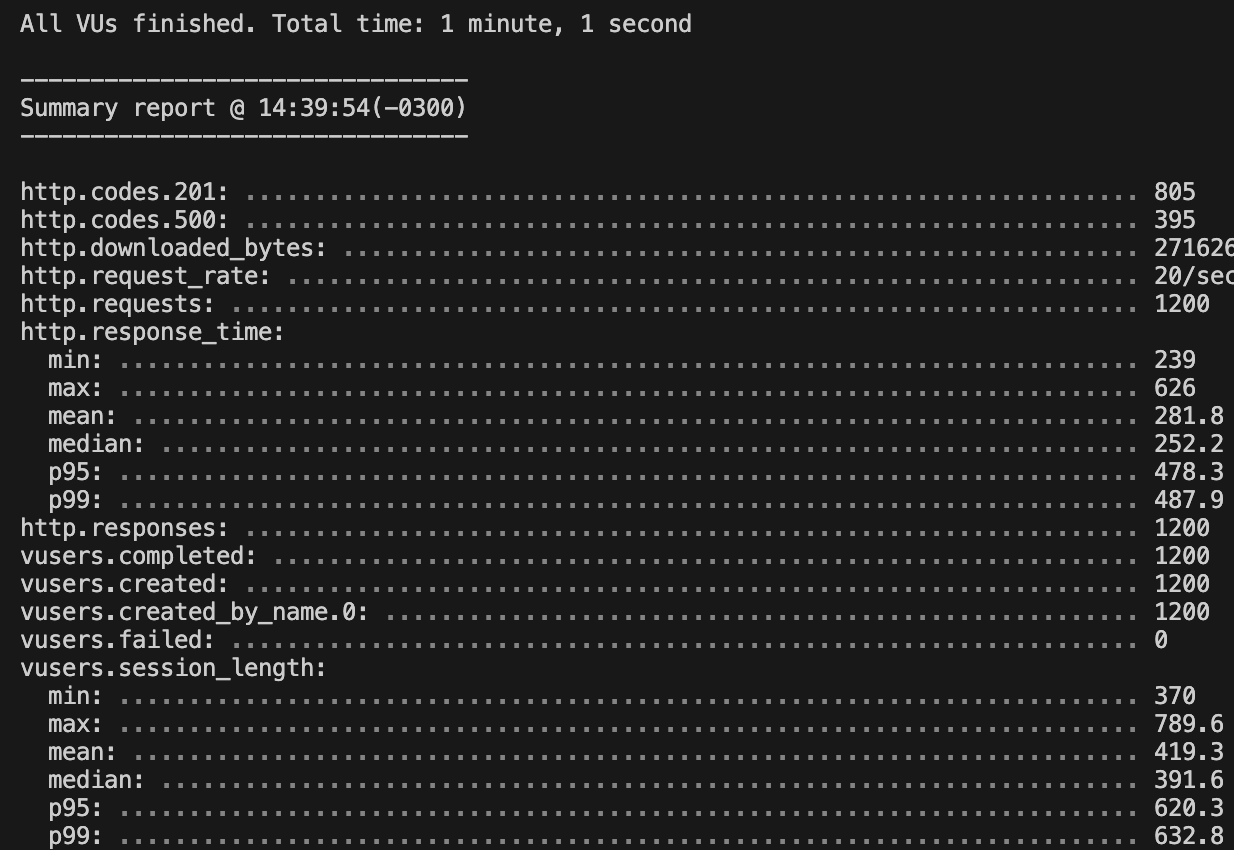 All VUs finished. Total time: 1 minute, 1 second
--------------------------------
Summary report @ 14:39:54(-0300)
--------------------------------
http.codes.201: ................................................................ 805
http.codes.500: ................................................................ 395
http.downloaded_bytes: ......................................................... 271626
http.request_rate: ............................................................. 20/sec
http.requests: ................................................................. 1200
http.response_time:
  min: ......................................................................... 239
  max: ......................................................................... 626
  mean: ........................................................................ 281.8
  median: ...................................................................... 252.2
  p95: ......................................................................... 478.3
  p99: ......................................................................... 487.9
http.responses: ................................................................ 1200
vusers.completed: .............................................................. 1200
vusers.created: ................................................................ 1200
vusers.created_by_name.0: ...................................................... 1200
vusers.failed: ................................................................. 0
vusers.session_length:
  min: ......................................................................... 370
  max: ......................................................................... 789.6
  mean: ........................................................................ 419.3
  median: ...................................................................... 391.6
  p95: ......................................................................... 620.3
  p99: ......................................................................... 632.8